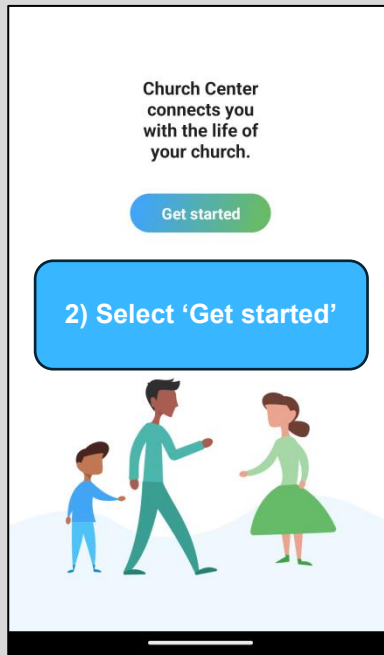 Church Center
connects you
with the life of
your church.
Get started
2) Select ‘Get started’